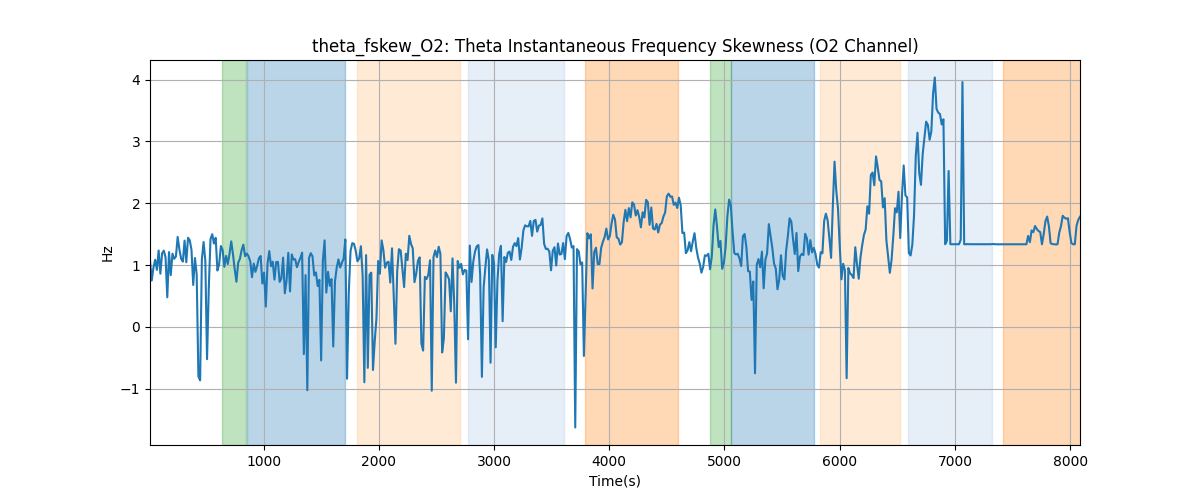 theta_fskew_O2: Theta Instantaneous Frequency Skewness (O2 Channel)
4
3
2
1
0
−1
Hz
1000 2000 3000 4000 5000 6000 7000 8000
Time(s)